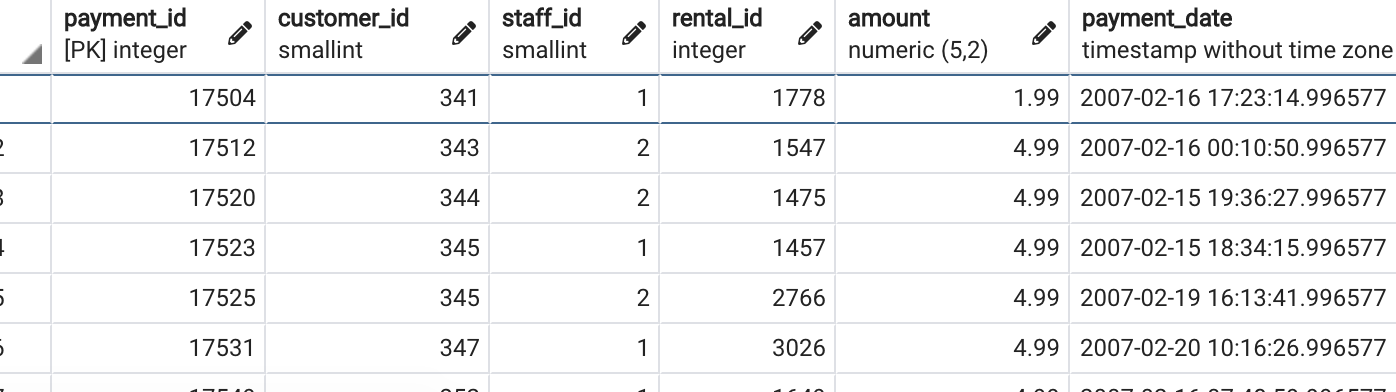 payment_id customer_id staff_id rental_id amount payment_date
[PK] integer smallint smallint integer numeric (5,2) timestamp without time zone
17504 341 1 1778 1.99 2007-02-16 17:23:14.996577
2 17512 343 2 1547 4.99 2007-02-16 00:10:50.996577
3 17520 344 2 1475 4.99 2007-02-15 19:36:27.996577
4 17523 345 1 1457 4.99 2007-02-15 18:34:15.996577
5 17525 345 2 2766 4.99 2007-02-19 16:13:41.996577
6 17531 347 1 3026 4.99 2007-02-20 10:16:26.996577